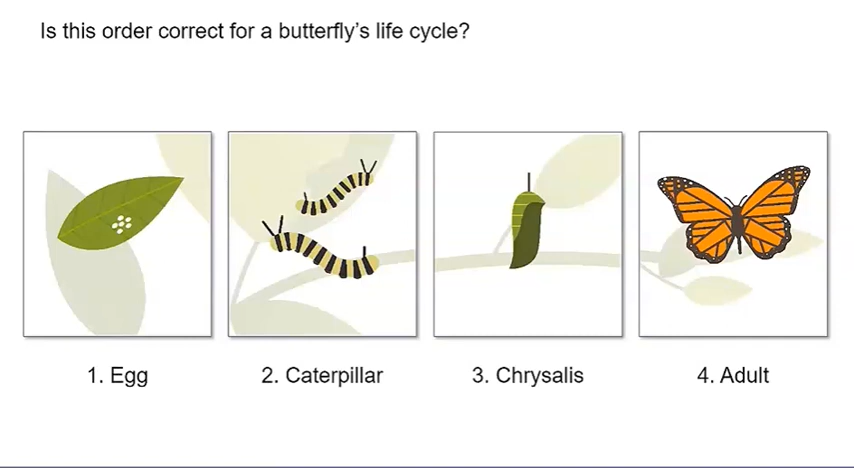 Is this order correct for a butterfly’s life cycle?
1. Egg
2. Caterpillar
3. Chrysalis
4. Adult